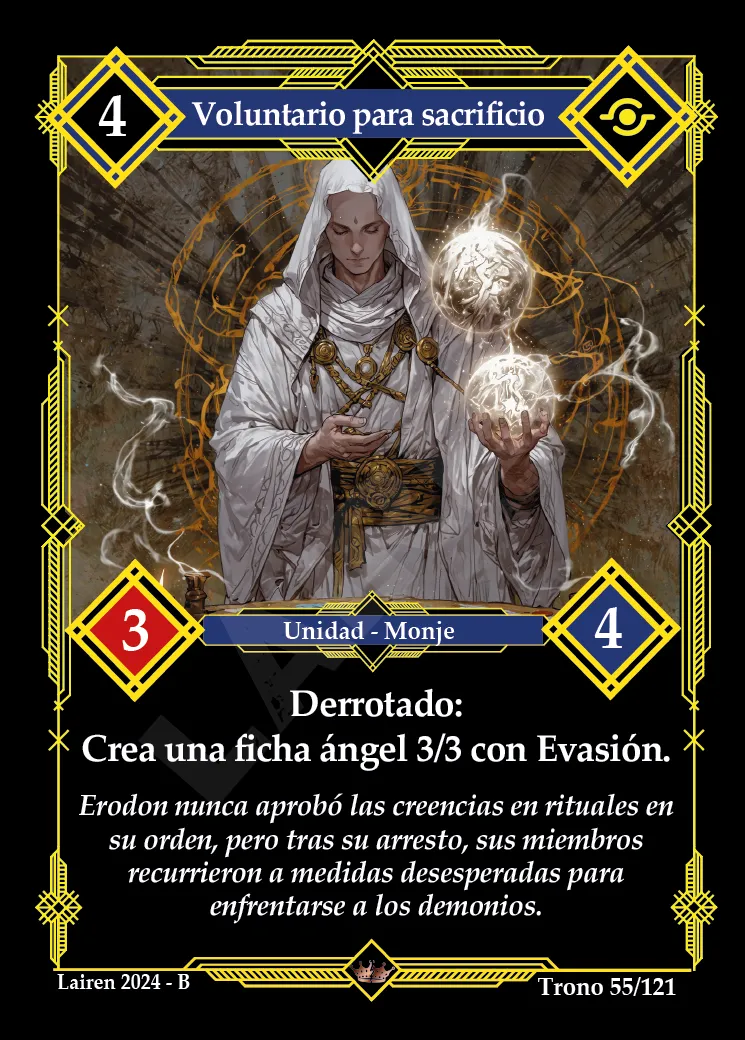 4
Voluntario para sacrificio
3
Unidad - Monje
4
Derrotado:
Crea una ficha ángel 3/3 con Evasión.
Erodon nunca aprobó las creencias en rituales en
su orden, pero tras su arresto, sus miembros
recurrieron a medidas desesperadas para
enfrentarse a los demonios.
Lairen 2024 - B
Trono 55/121